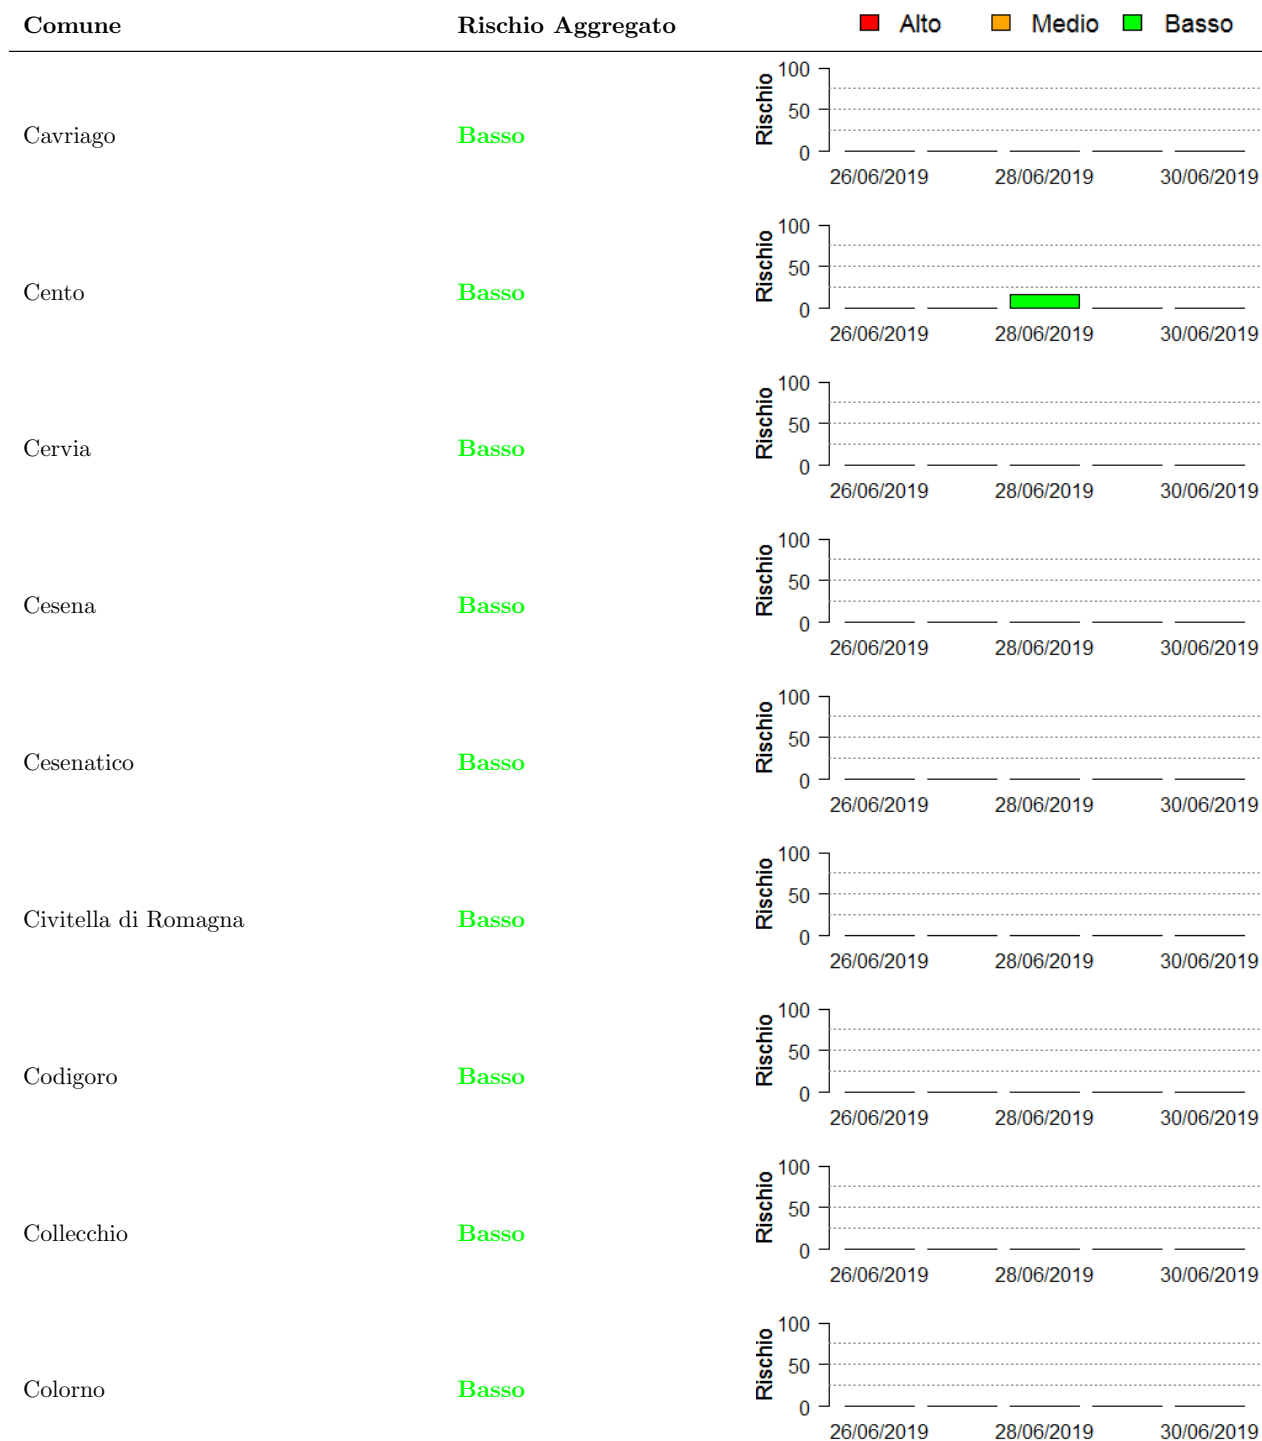 Comune Rischio Aggregato Alto Medio Basso
Cavriago Basso Rischio 100 50 0
26/06/2019 28/06/2019 30/06/2019
Cento Basso Rischio 100 50 0
26/06/2019 28/06/2019 30/06/2019
Cervia Basso Rischio 100 50 0
26/06/2019 28/06/2019 30/06/2019
Cesena Basso Rischio 100 50 0
26/06/2019 28/06/2019 30/06/2019
Cesenatico Basso Rischio 100 50 0
26/06/2019 28/06/2019 30/06/2019
Civitella di Romagna Basso Rischio 100 50 0
26/06/2019 28/06/2019 30/06/2019
Codigoro Basso Rischio 100 50 0
26/06/2019 28/06/2019 30/06/2019
Collecchio Basso Rischio 100 50 0
26/06/2019 28/06/2019 30/06/2019
Colorno Basso Rischio 100 50 0
26/06/2019 28/06/2019 30/06/2019